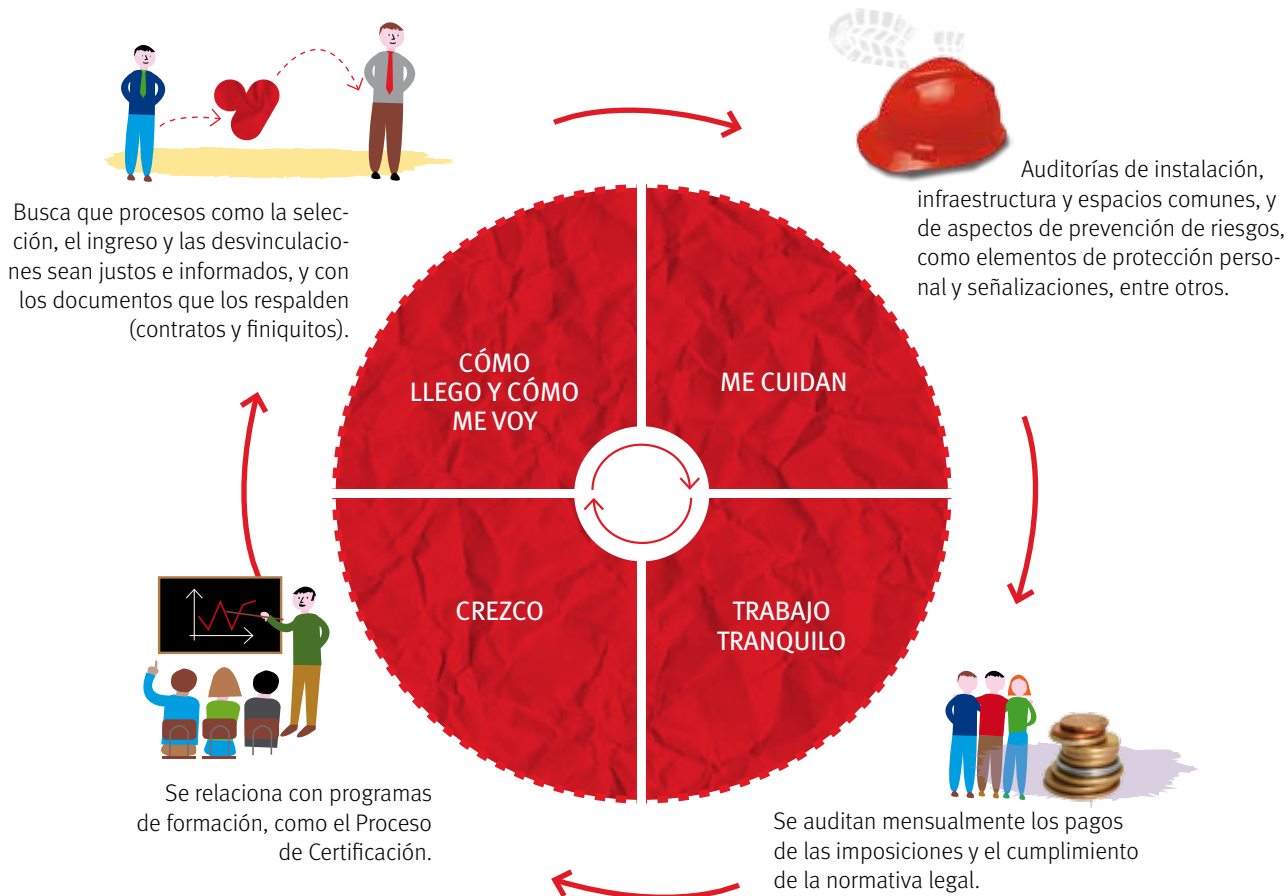 Busca que procesos como la selec-
ción, el ingreso y las desvinculacio-
nes sean justos e informados, y con
los documentos que los respalden
(contratos y finiquitos).
Auditorías de instalación,
infraestructura y espacios comunes, y
de aspectos de prevención de riesgos,
como elementos de protección perso-
nal y señalizaciones, entre otros.
CÓMO
LLEGO Y CÓMO
ME VOY
ME CUIDAN
CREZCO
TRABAJO
TRANQUILO
Se relaciona con programas
de formación, como el Proceso
de Certificación.
Se auditan mensualmente los pagos
de las imposiciones y el cumplimiento
de la normativa legal.